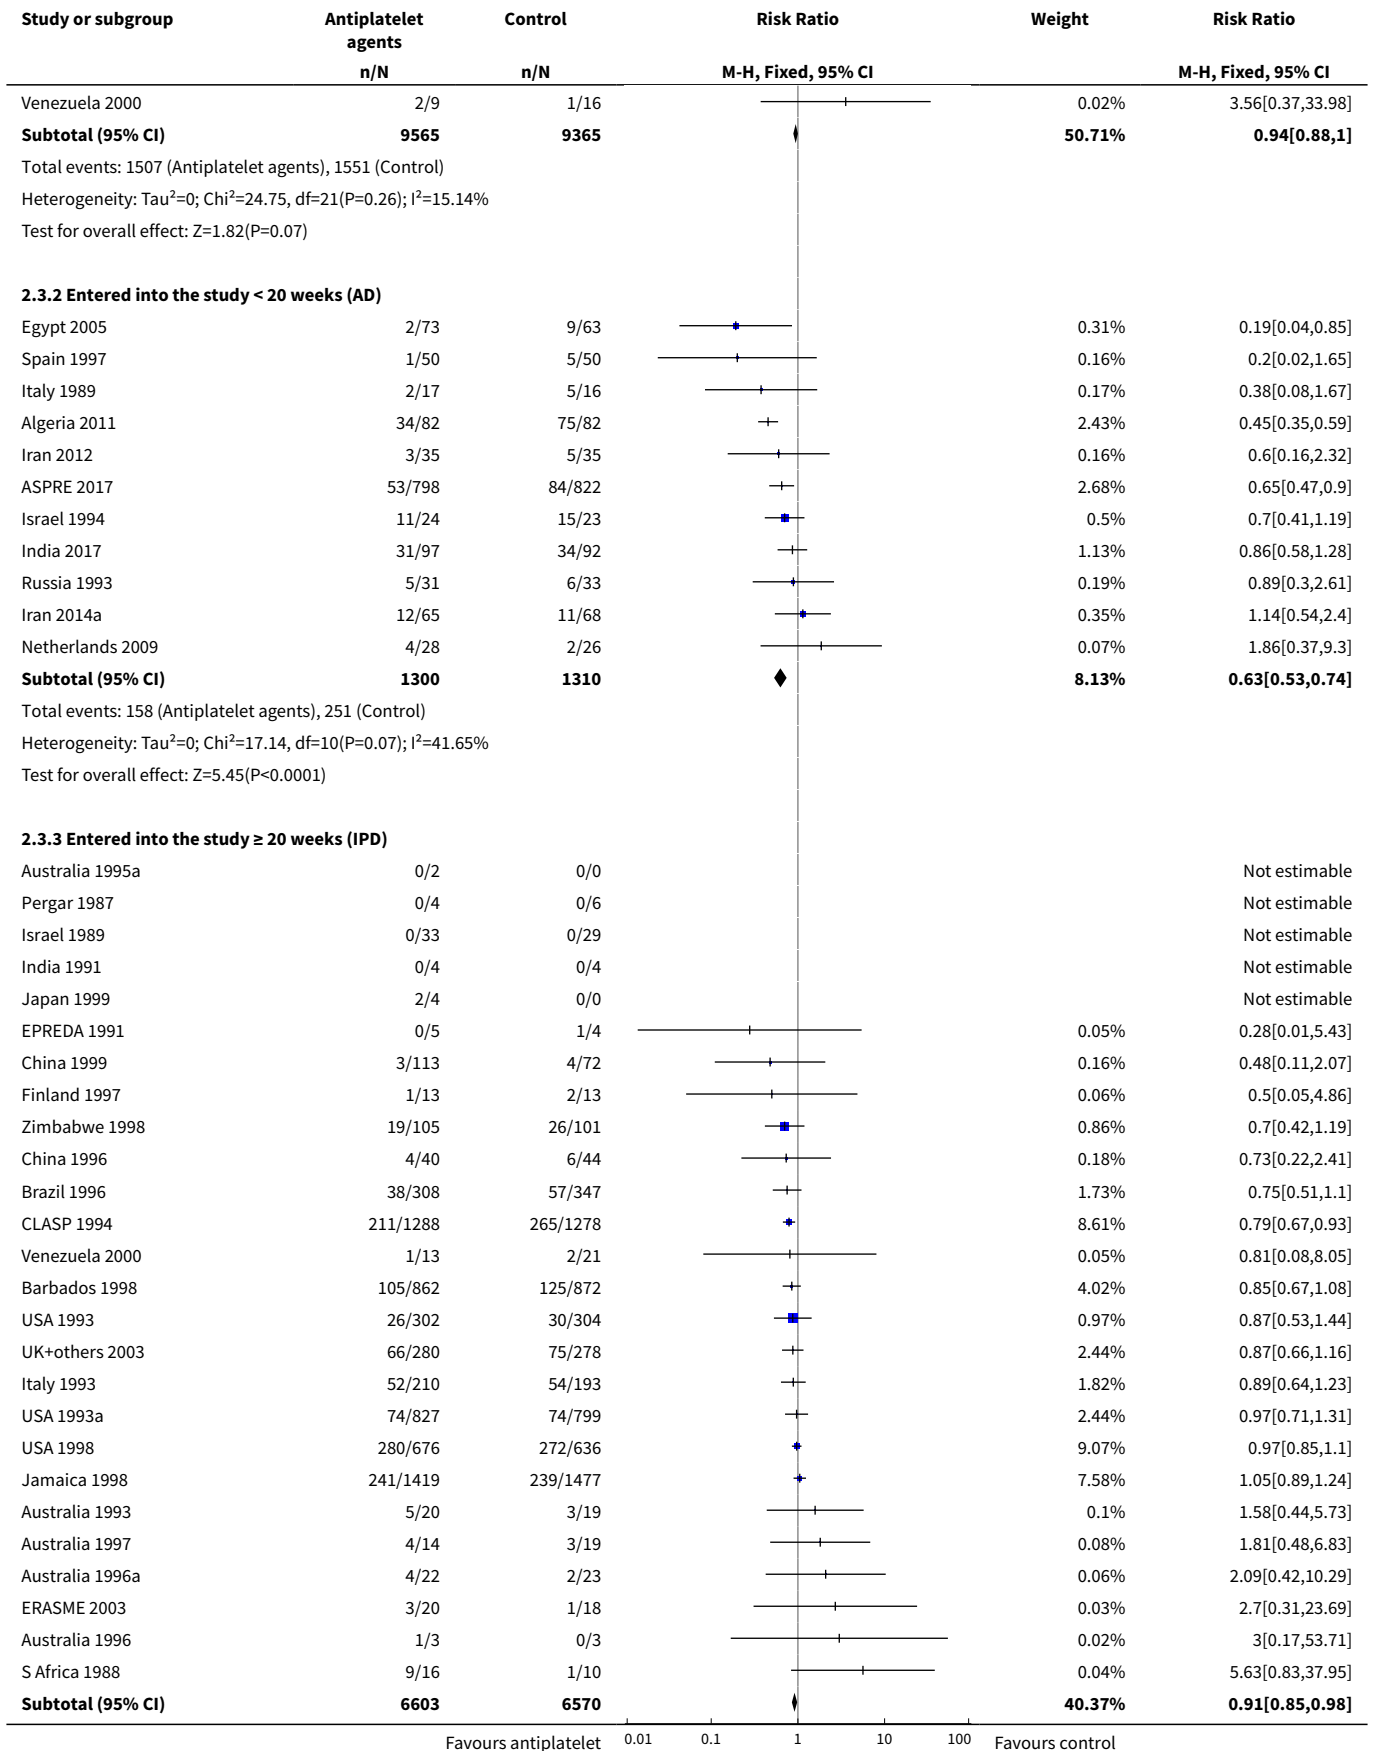 Study or subgroup Antiplatelet agents Control Risk Ratio Weight Risk Ratio
n/N n/N M-H, Fixed, 95% CI M-H, Fixed, 95% CI
Venezuela 2000 2/9 1/16 0.02% 3.56[0.37,33.98]
Subtotal (95% CI) 9565 9365 50.71% 0.94[0.88,1]
Total events: 1507 (Antiplatelet agents), 1551 (Control)
Heterogeneity: Tau²=0; Chi²=24.75, df=21(P=0.26); I²=15.14%
Test for overall effect: Z=1.82(P=0.07)
2.3.2 Entered into the study < 20 weeks (AD)
Egypt 2005 2/73 9/63 0.31% 0.19[0.04,0.85]
Spain 1997 1/50 5/50 0.16% 0.2[0.02,1.65]
Italy 1989 2/17 5/16 0.17% 0.38[0.08,1.67]
Algeria 2011 34/82 75/82 2.43% 0.45[0.35,0.59]
Iran 2012 3/35 5/35 0.16% 0.6[0.16,2.32]
ASPRE 2017 53/798 84/822 2.68% 0.65[0.47,0.9]
Israel 1994 11/24 15/23 0.5% 0.7[0.41,1.19]
India 2017 31/97 34/92 1.13% 0.86[0.58,1.28]
Russia 1993 5/31 6/33 0.19% 0.89[0.3,2.61]
Iran 2014a 12/65 11/68 0.35% 1.14[0.54,2.4]
Netherlands 2009 4/28 2/26 0.07% 1.86[0.37,9.3]
Subtotal (95% CI) 1300 1310 8.13% 0.63[0.53,0.74]
Total events: 158 (Antiplatelet agents), 251 (Control)
Heterogeneity: Tau²=0; Chi²=17.14, df=10(P=0.07); I²=41.65%
Test for overall effect: Z=5.45(P<0.0001)
2.3.3 Entered into the study ≥ 20 weeks (IPD)
Australia 1995a 0/2 0/0 Not estimable
Pergar 1987 0/4 0/6 Not estimable
Israel 1989 0/33 0/29 Not estimable
India 1991 0/4 0/4 Not estimable
Japan 1999 2/4 0/0 Not estimable
EPREDA 1991 0/5 1/4 0.05% 0.28[0.01,5.43]
China 1999 3/113 4/72 0.16% 0.48[0.11,2.07]
Finland 1997 1/13 2/13 0.06% 0.5[0.05,4.86]
Zimbabwe 1998 19/105 26/101 0.86% 0.7[0.42,1.19]
China 1996 4/40 6/44 0.18% 0.73[0.22,2.41]
Brazil 1996 38/308 57/347 1.73% 0.75[0.51,1.1]
CLASP 1994 211/1288 265/1278 8.61% 0.79[0.67,0.93]
Venezuela 2000 1/13 2/21 0.05% 0.81[0.08,8.05]
Barbados 1998 105/862 125/872 4.02% 0.85[0.67,1.08]
USA 1993 26/302 30/304 0.97% 0.87[0.53,1.44]
UK+others 2003 66/280 75/278 2.44% 0.87[0.66,1.16]
Italy 1993 52/210 54/193 1.82% 0.89[0.64,1.23]
USA 1993a 74/827 74/799 2.44% 0.97[0.71,1.31]
USA 1998 280/676 272/636 9.07% 0.97[0.85,1.1]
Jamaica 1998 241/1419 239/1477 7.58% 1.05[0.89,1.24]
Australia 1993 5/20 3/19 0.1% 1.58[0.44,5.73]
Australia 1997 4/14 3/19 0.08% 1.81[0.48,6.83]
Australia 1996a 4/22 2/23 0.06% 2.09[0.42,10.29]
ERASME 2003 3/20 1/18 0.03% 2.7[0.31,23.69]
Australia 1996 1/3 0/3 0.02% 3[0.17,53.71]
S Africa 1988 9/16 1/10 0.04% 5.63[0.83,37.95]
Subtotal (95% CI) 6603 6570 40.37% 0.91[0.85,0.98]
Favours antiplatelet 0.01 0.1 1 10 100 Favours control